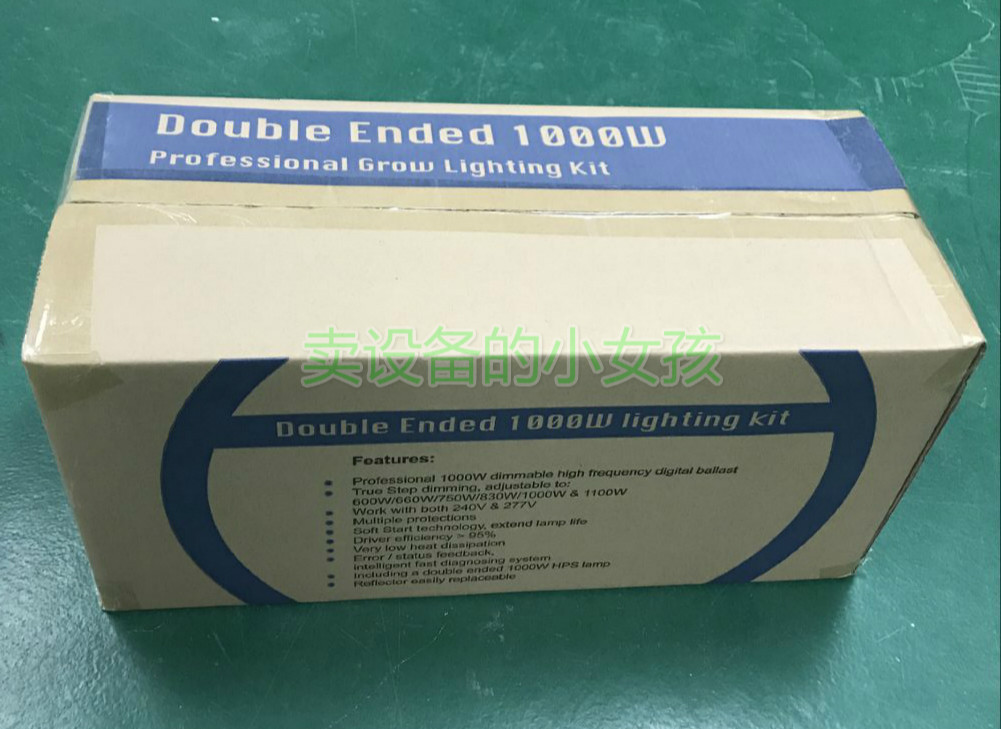 Double Ended 1000W
Professional Grow Lighting Kit
卖设备的小女孩
Double Ended 1000W lighting kit
Features:
Professional 1000W dimmable high frequency digital ballast
True Step dimming, adjustable to:
600W/660W/750W/830W/1000W & 1100W
Work with both 240V & 277V
Multiple protections
Soft Start technology, extend lamp life
Driver efficiency > 95%
Very low heat dissipation
Error / status feedback,
intelligent fast diagnosing system
Including a double ended 1000W HPS lamp
Reflector easily replaceable